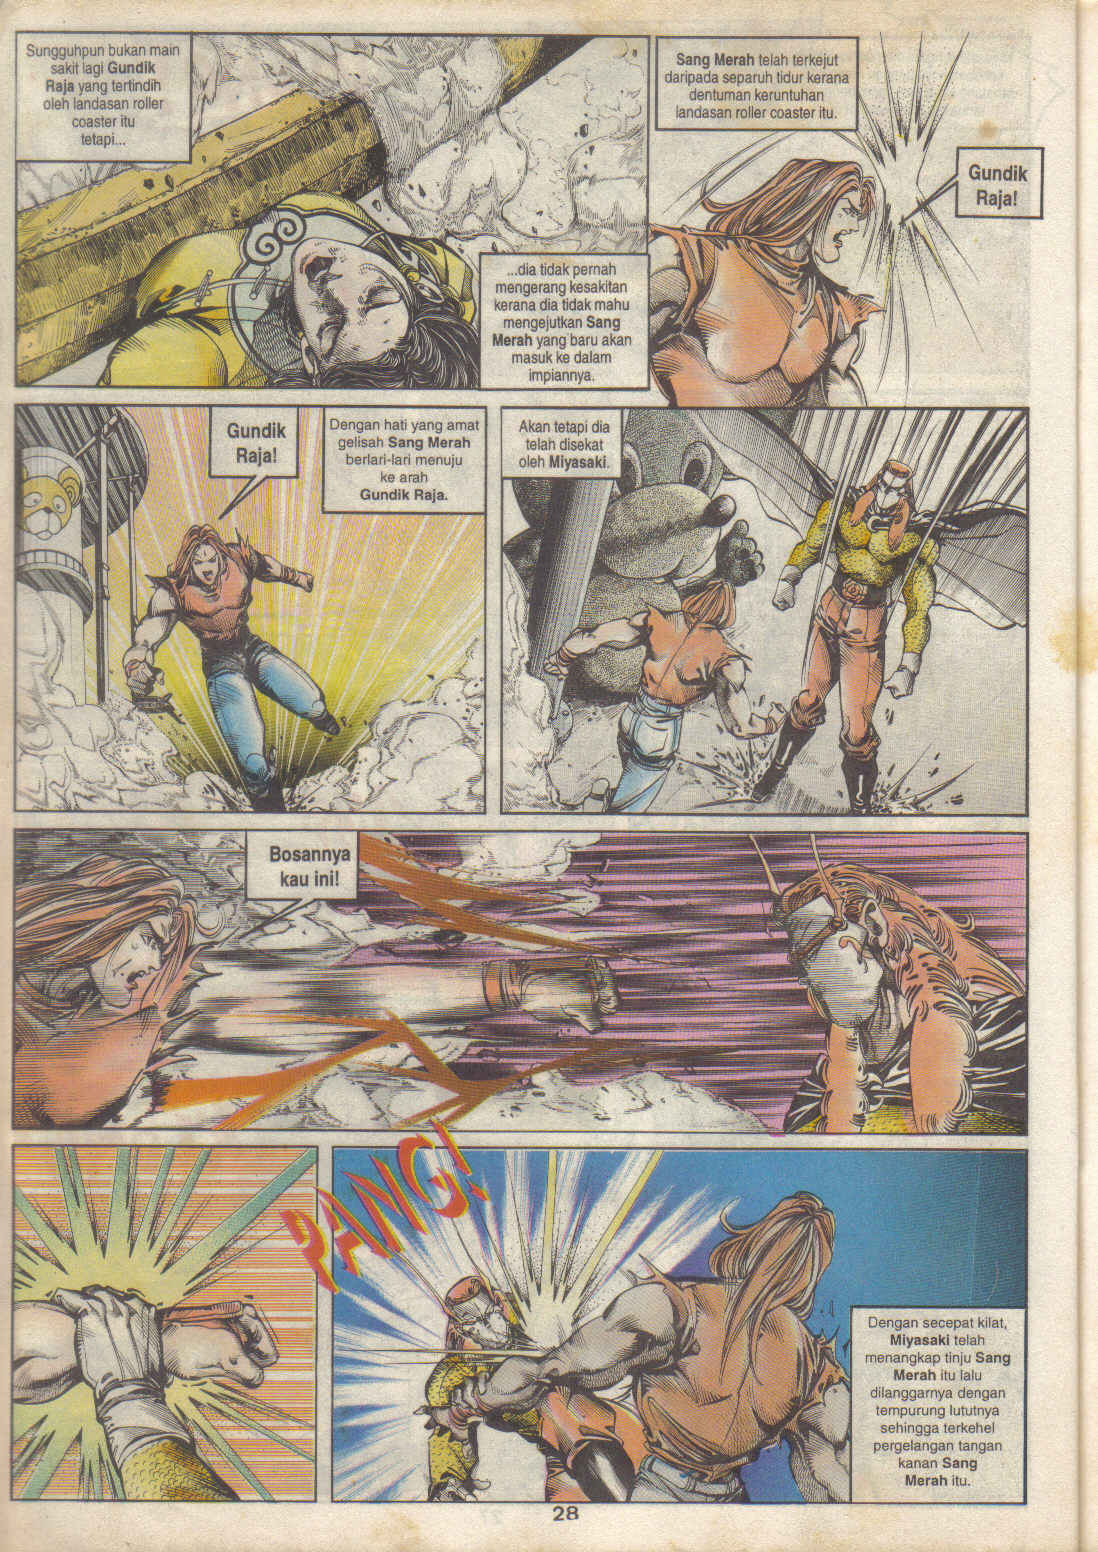 Sungguhpun bukan main
sakit lagi Gundik
Raja yang tertindih
oleh landasan roller
coaster itu
tetapi...
...dia tidak pernah
mengerang kesakitan
kerana dia tidak mahu
mengejutkan Sang
Merah yang baru akan
masuk ke dalam
impiannya.
Sang Merah telah terkejut
daripada separuh tidur kerana
dentuman keruntuhan
landasan roller coaster itu.
Gundik
Raja!
Gundik
Raja!
Dengan hati yang amat
gelisah Sang Merah
berlari-lari menuju
ke arah
Gundik Raja.
Akan tetapi dia
telah disekat
oleh Miyasaki.
Bosannya
kau ini!
PANG!
Dengan secepat kilat,
Miyasaki telah
menangkap tinju Sang
Merah itu lalu
dilanggarnya dengan
tempurung lututnya
sehingga terkehel
pergelangan tangan
kanan Sang
Merah itu.
28